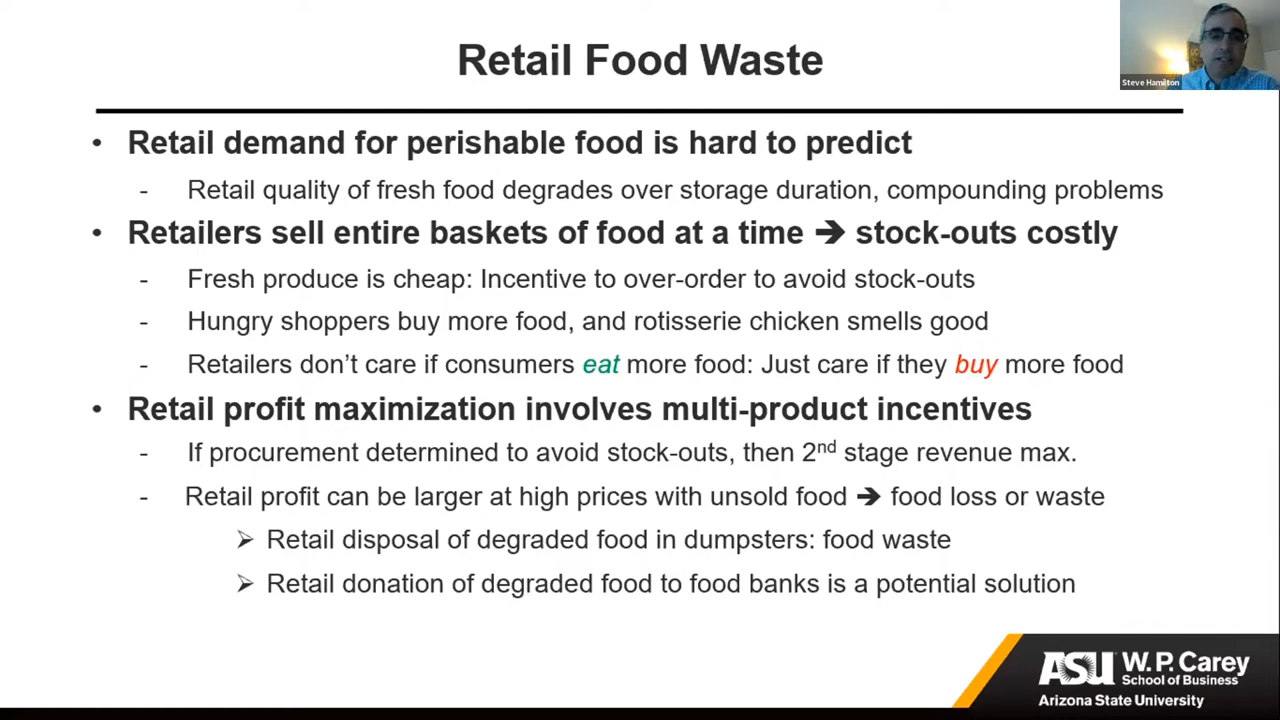 Retail Food Waste
Steve Hamilton
• Retail demand for perishable food is hard to predict
- Retail quality of fresh food degrades over storage duration, compounding problems
• Retailers sell entire baskets of food at a time ➔ stock-outs costly
- Fresh produce is cheap: Incentive to over-order to avoid stock-outs
- Hungry shoppers buy more food, and rotisserie chicken smells good
- Retailers don’t care if consumers eat more food: Just care if they buy more food
• Retail profit maximization involves multi-product incentives
- If procurement determined to avoid stock-outs, then 2nd stage revenue max.
- Retail profit can be larger at high prices with unsold food ➔ food loss or waste
➢ Retail disposal of degraded food in dumpsters: food waste
➢ Retail donation of degraded food to food banks is a potential solution
ASU W. P. Carey
School of Business
Arizona State University